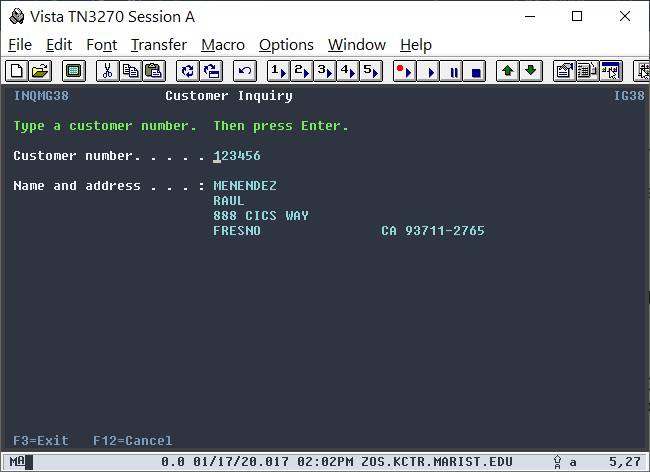 Vista TN3270 Session A
File Edit Font Transfer Macro Options Window Help
1 2 3 4 5
INQMG38 Customer Inquiry IG38
Type a customer number. Then press Enter.
Customer number. . . . . 123456
Name and address . . . : MENENDEZ
RAUL
888 CICS WAY
FRESNO CA 93711-2765
F3=Exit F12=Cancel
MA 0.0 01/17/20.017 02:02PM ZOS.KCTR.MARIST.EDU A a 5,27